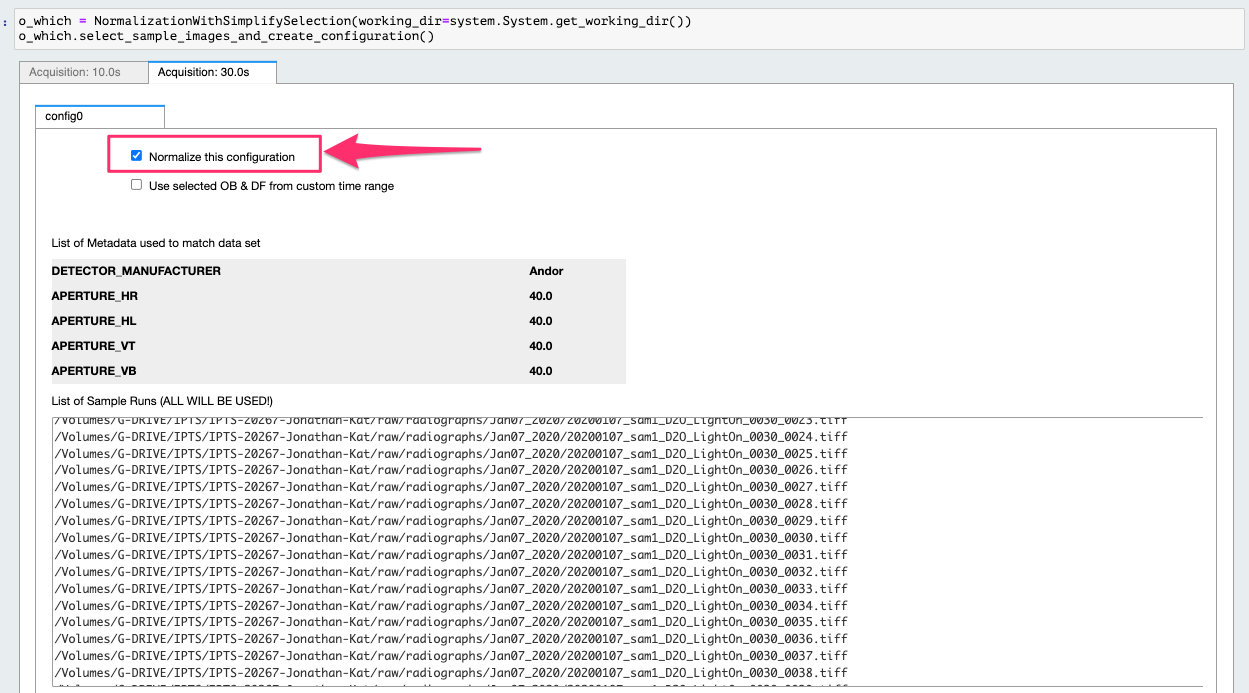 : o_which = NormalizationWithSimplifySelection(working_dir=system.System.get_working_dir())
o_which.select_sample_images_and_create_configuration()
Acquisition: 10.0s Acquisition: 30.0s
config0
Normalize this configuration
Use selected OB & DF from custom time range
List of Metadata used to match data set
DETECTOR_MANUFACTURER Andor
APERTURE_HR 40.0
APERTURE_HL 40.0
APERTURE_VT 40.0
APERTURE_VB 40.0
List of Sample Runs (ALL WILL BE USED!)
/Volumes/G-DRIVE/IPTS/IPTS-20267-Jonathan-Kat/raw/radiographs/Jan07_2020/20200107_sam1_D2O_LightOn_0030_0023.tiff
/Volumes/G-DRIVE/IPTS/IPTS-20267-Jonathan-Kat/raw/radiographs/Jan07_2020/20200107_sam1_D2O_LightOn_0030_0024.tiff
/Volumes/G-DRIVE/IPTS/IPTS-20267-Jonathan-Kat/raw/radiographs/Jan07_2020/20200107_sam1_D2O_LightOn_0030_0025.tiff
/Volumes/G-DRIVE/IPTS/IPTS-20267-Jonathan-Kat/raw/radiographs/Jan07_2020/20200107_sam1_D2O_LightOn_0030_0026.tiff
/Volumes/G-DRIVE/IPTS/IPTS-20267-Jonathan-Kat/raw/radiographs/Jan07_2020/20200107_sam1_D2O_LightOn_0030_0027.tiff
/Volumes/G-DRIVE/IPTS/IPTS-20267-Jonathan-Kat/raw/radiographs/Jan07_2020/20200107_sam1_D2O_LightOn_0030_0028.tiff
/Volumes/G-DRIVE/IPTS/IPTS-20267-Jonathan-Kat/raw/radiographs/Jan07_2020/20200107_sam1_D2O_LightOn_0030_0029.tiff
/Volumes/G-DRIVE/IPTS/IPTS-20267-Jonathan-Kat/raw/radiographs/Jan07_2020/20200107_sam1_D2O_LightOn_0030_0030.tiff
/Volumes/G-DRIVE/IPTS/IPTS-20267-Jonathan-Kat/raw/radiographs/Jan07_2020/20200107_sam1_D2O_LightOn_0030_0031.tiff
/Volumes/G-DRIVE/IPTS/IPTS-20267-Jonathan-Kat/raw/radiographs/Jan07_2020/20200107_sam1_D2O_LightOn_0030_0032.tiff
/Volumes/G-DRIVE/IPTS/IPTS-20267-Jonathan-Kat/raw/radiographs/Jan07_2020/20200107_sam1_D2O_LightOn_0030_0033.tiff
/Volumes/G-DRIVE/IPTS/IPTS-20267-Jonathan-Kat/raw/radiographs/Jan07_2020/20200107_sam1_D2O_LightOn_0030_0034.tiff
/Volumes/G-DRIVE/IPTS/IPTS-20267-Jonathan-Kat/raw/radiographs/Jan07_2020/20200107_sam1_D2O_LightOn_0030_0035.tiff
/Volumes/G-DRIVE/IPTS/IPTS-20267-Jonathan-Kat/raw/radiographs/Jan07_2020/20200107_sam1_D2O_LightOn_0030_0036.tiff
/Volumes/G-DRIVE/IPTS/IPTS-20267-Jonathan-Kat/raw/radiographs/Jan07_2020/20200107_sam1_D2O_LightOn_0030_0037.tiff
/Volumes/G-DRIVE/IPTS/IPTS-20267-Jonathan-Kat/raw/radiographs/Jan07_2020/20200107_sam1_D2O_LightOn_0030_0038.tiff